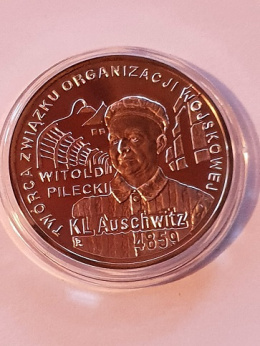 TWÓRCA ZWIĄZKU ORGANIZACJI WOJSKOWEJ
WITOLD
PILECKI
KL Auschwitz
4859